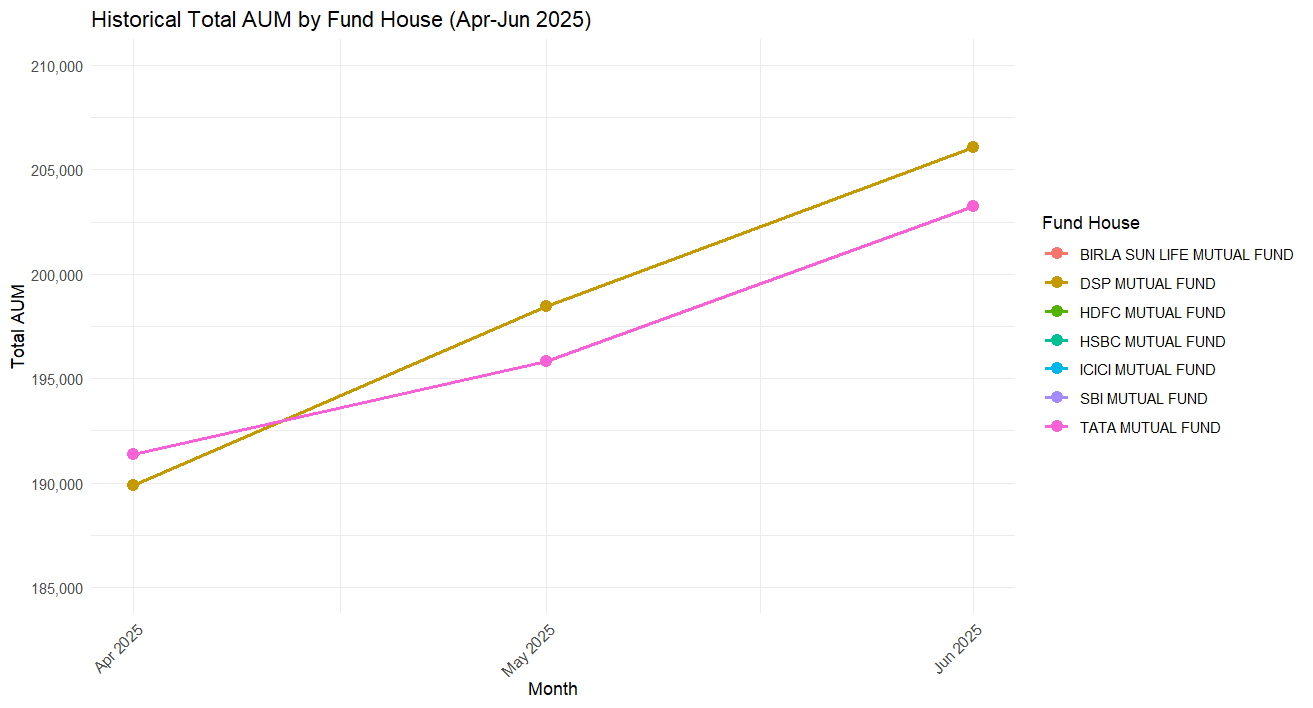 Historical Total AUM by Fund House (Apr-Jun 2025)
Total AUM
210,000
205,000
200,000
195,000
190,000
185,000
Apr 2025
May 2025
Jun 2025
Month
Fund House
BIRLA SUN LIFE MUTUAL FUND
DSP MUTUAL FUND
HDFC MUTUAL FUND
HSBC MUTUAL FUND
ICICI MUTUAL FUND
SBI MUTUAL FUND
TATA MUTUAL FUND